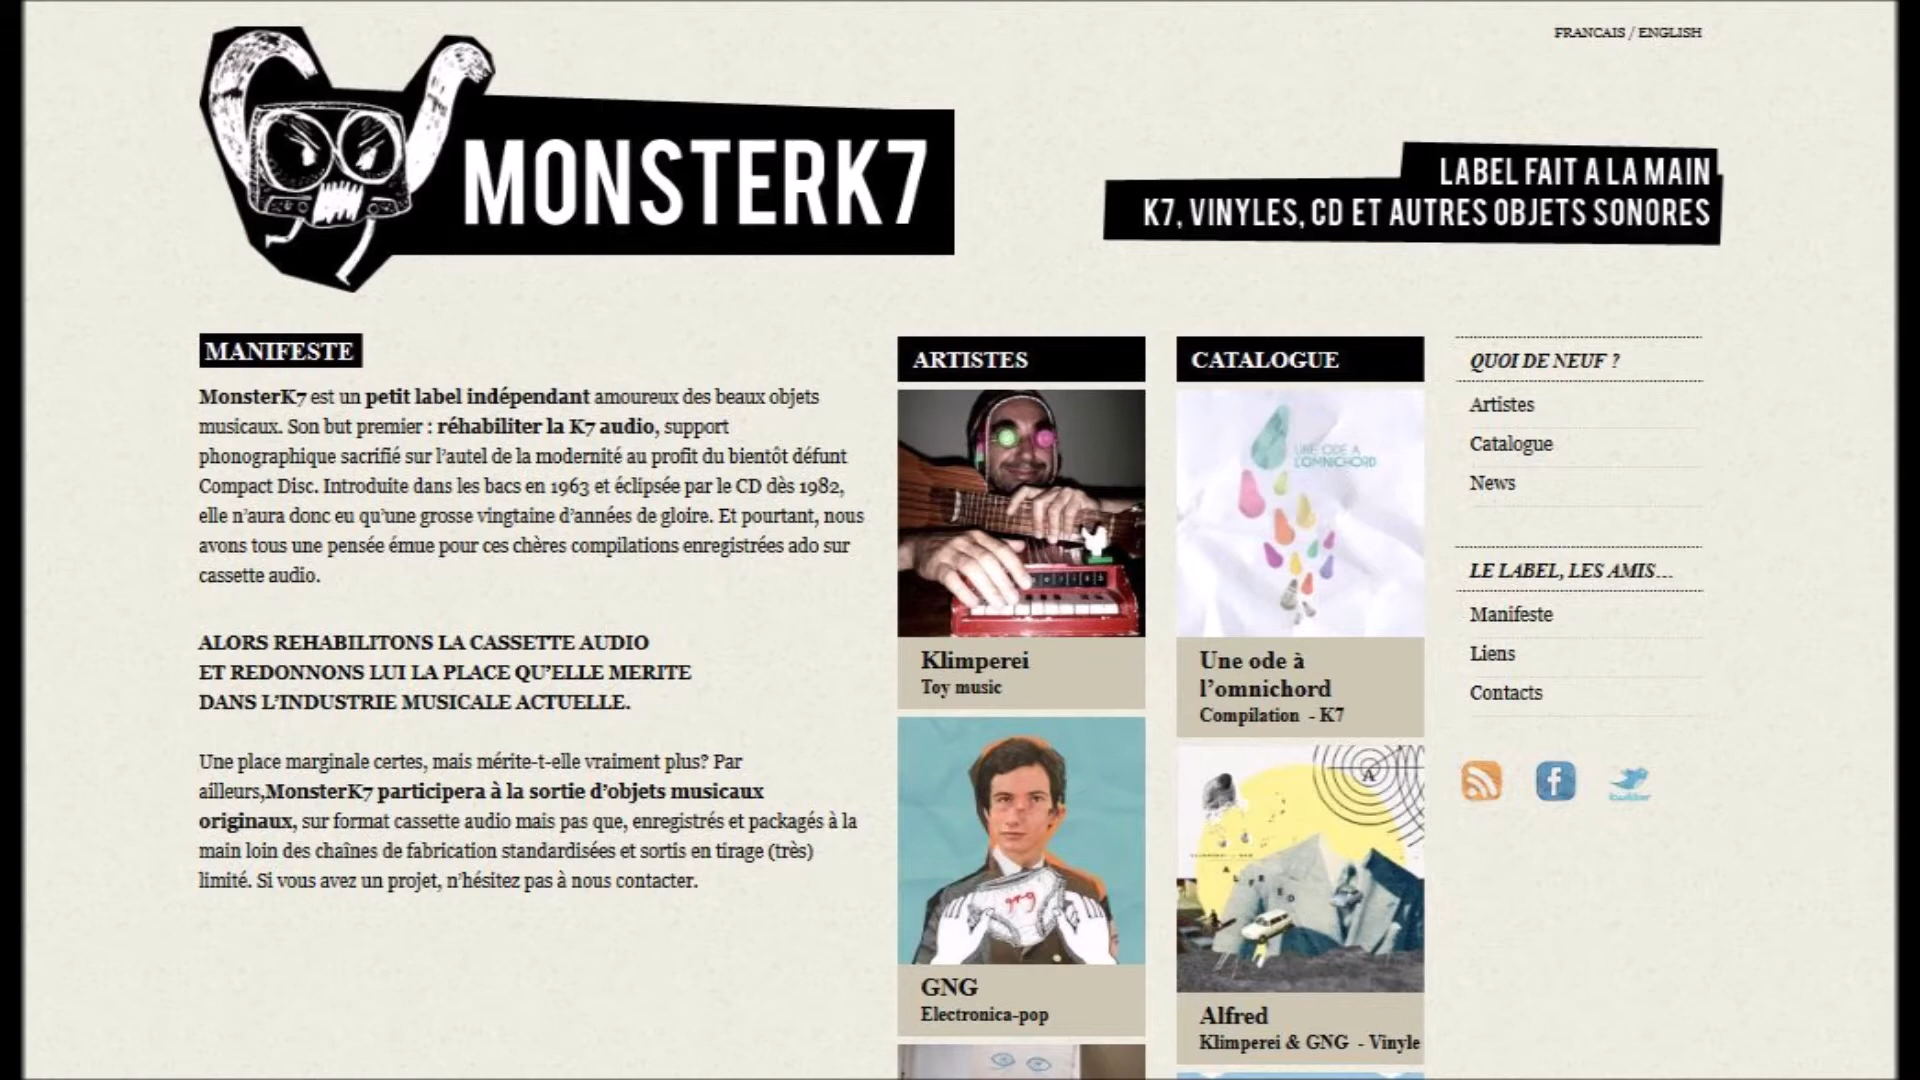 FRANCAIS / ENGLISH
MONSTERK7
LABEL FAIT A LA MAIN
K7, VINYLES, CD ET AUTRES OBJETS SONORES
MANIFESTE
MonsterK7 est un petit label indépendant amoureux des beaux objets
musicaux. Son but premier : réhabiliter la K7 audio, support
phonographique sacrifié sur l'autel de la modernité au profit du bientôt défunt
Compact Disc. Introduite dans les bacs en 1963 et éclipsée par le CD dès 1982,
elle n'aura donc eu qu'une grosse vingtaine d'années de gloire. Et pourtant, nous
avons tous une pensée émue pour ces chères compilations enregistrées ado sur
cassette audio.
ALORS REHABILITONS LA CASSETTE AUDIO
ET REDONNONS LUI LA PLACE QU'ELLE MERITE
DANS L'INDUSTRIE MUSICALE ACTUELLE.
Une place marginale certes, mais mérite-t-elle vraiment plus? Par
ailleurs,MonsterK7 participera à la sortie d'objets musicaux
originaux, sur format cassette audio mais pas que, enregistrés et packagés à la
main loin des chaînes de fabrication standardisées et sortis en tirage (très)
limité. Si vous avez un projet, n'hésitez pas à nous contacter.
ARTISTES
Klimperei
Toy music
gng
GNG
Electronica-pop
CATALOGUE
UNE ODE A
L'OMNICHORD
Une ode à
l'omnichord
Compilation - K7
A
ALFRED
Alfred
Klimperei & GNG - Vinyle
QUOI DE NEUF ?
Artistes
Catalogue
News
LE LABEL, LES AMIS...
Manifeste
Liens
Contacts
twitter